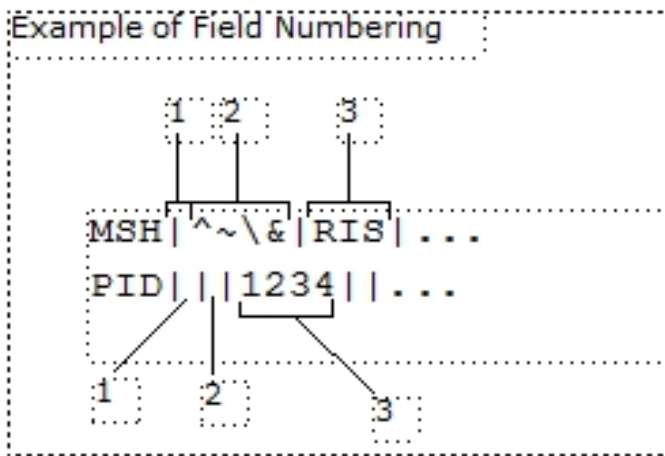 Example of Field Numbering
1 2 3
MSH|^~\&|RIS|...
PID|||1234||...
1 2 3